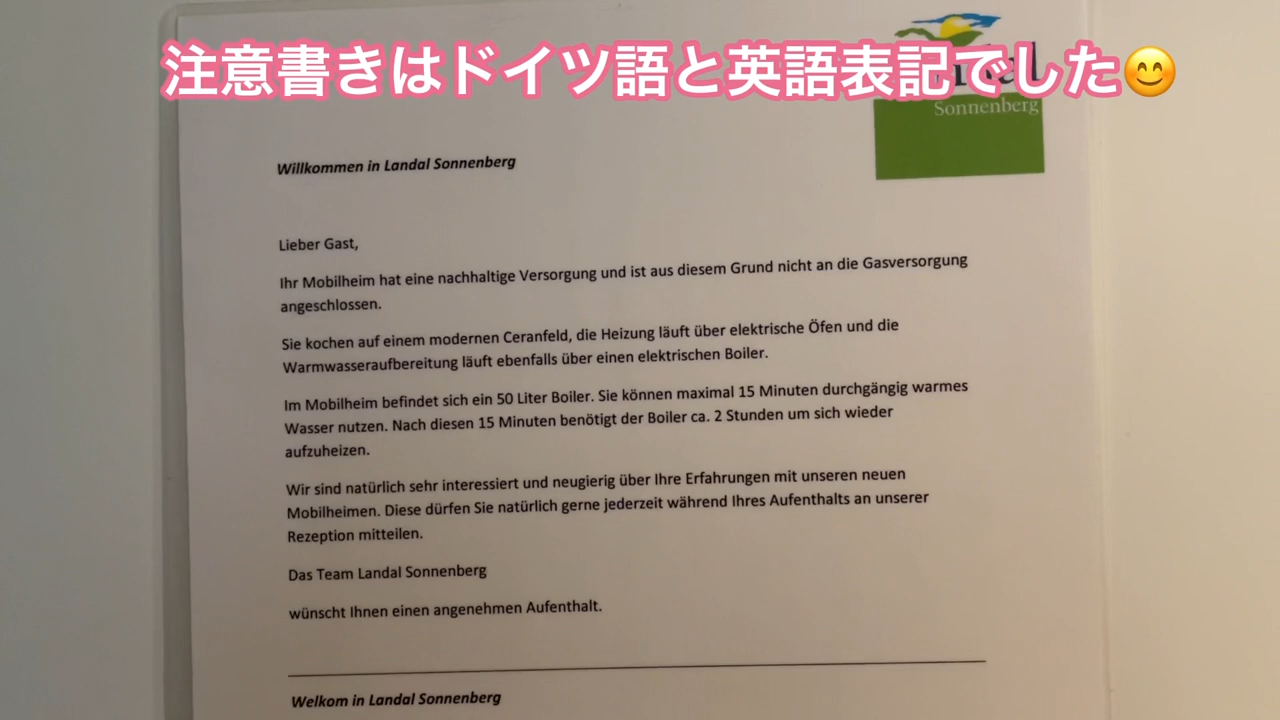 注意書きはドイツ語と英語表記でした😊
Sonnenberg
Willkommen in Landal Sonnenberg
Lieber Gast,
Ihr Mobilheim hat eine nachhaltige Versorgung und ist aus diesem Grund nicht an die Gasversorgung
angeschlossen.
Sie kochen auf einem modernen Ceranfeld, die Heizung läuft über elektrische Öfen und die
Warmwasseraufbereitung läuft ebenfalls über einen elektrischen Boiler.
Im Mobilheim befindet sich ein 50 Liter Boiler. Sie können maximal 15 Minuten durchgängig warmes
Wasser nutzen. Nach diesen 15 Minuten benötigt der Boiler ca. 2 Stunden um sich wieder
aufzuheizen.
Wir sind natürlich sehr interessiert und neugierig über Ihre Erfahrungen mit unseren neuen
Mobilheimen. Diese dürfen Sie natürlich gerne jederzeit während Ihres Aufenthalts an unserer
Rezeption mitteilen.
Das Team Landal Sonnenberg
wünscht Ihnen einen angenehmen Aufenthalt.
Welkom in Landal Sonnenberg